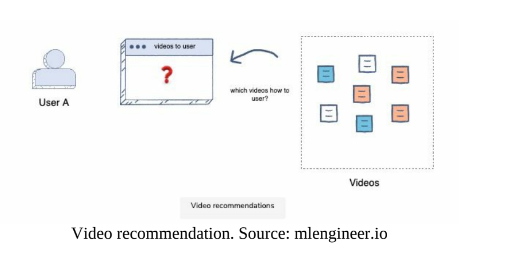 videos to user
?
which videos how to
user?
User A
Videos
Video recommendations
Video recommendation. Source: mlengineer.io